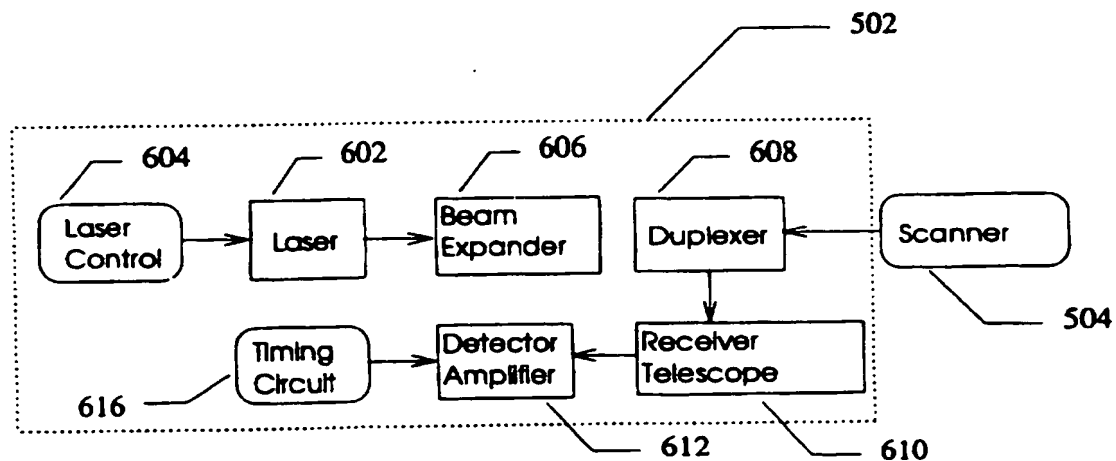 502
604
602
606
608
Laser
Control
Laser
Beam
Expander
Duplexer
Scanner
504
Timing
Circuit
Detector
Amplifier
Receiver
Telescope
616
612
610